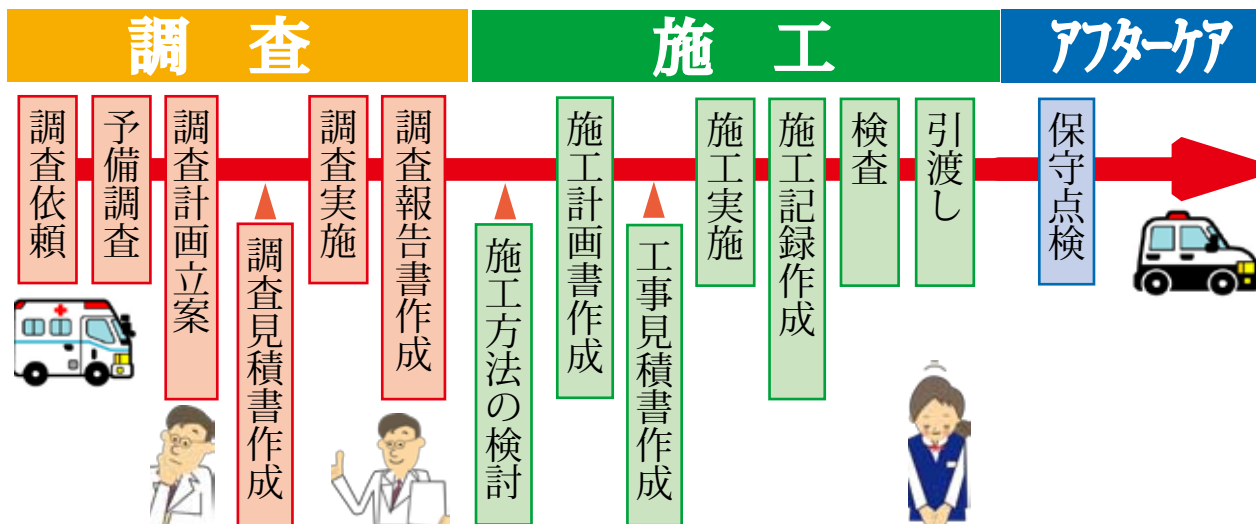 調査
施工
アフターケア
調査依頼
予備調査
調査計画立案
調査見積書作成
調査実施
調査報告書作成
施工方法の検討
施工計画書作成
工事見積書作成
施工実施
施工記録作成
検査
引渡し
保守点検